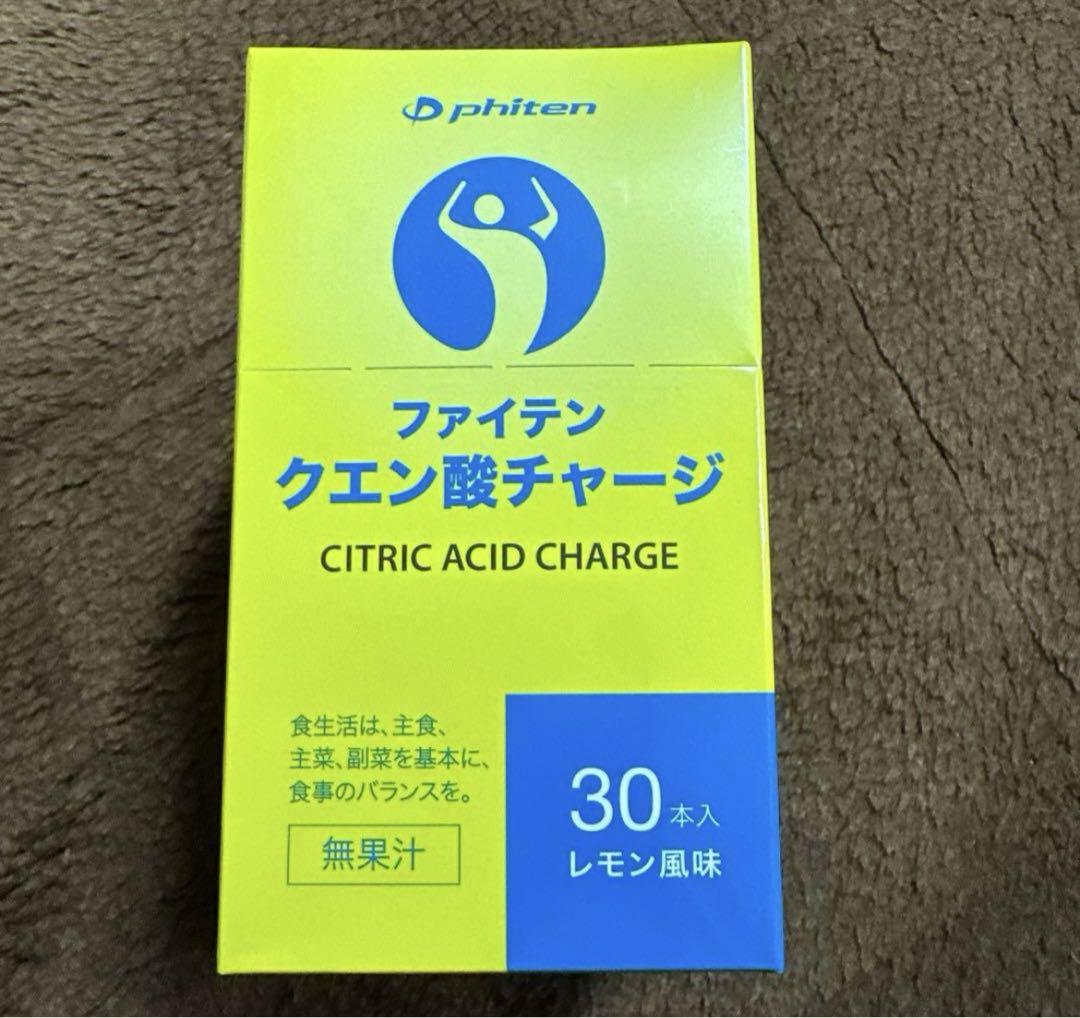 phiten
ファイテン
クエン酸チャージ
CITRIC ACID CHARGE
食生活は、主食、
主菜、副菜を基本に、
食事のバランスを。
無果汁
30本入
レモン風味